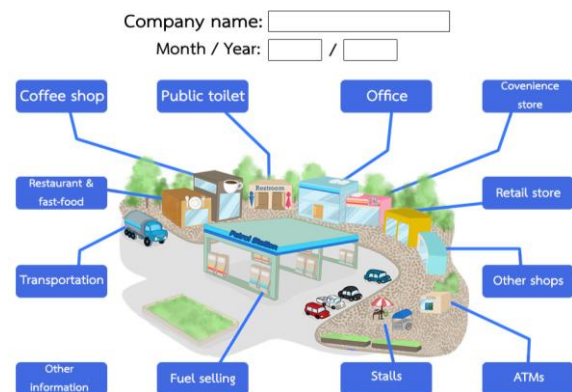 Company name:
Month / Year: /
Coffee shop
Public toilet
Office
Covenience
store
Restaurant &
fast-food
Restroom
Retail store
Petrol Station
Transportation
Other shops
Other
information
Fuel selling
Stalls
ATMs